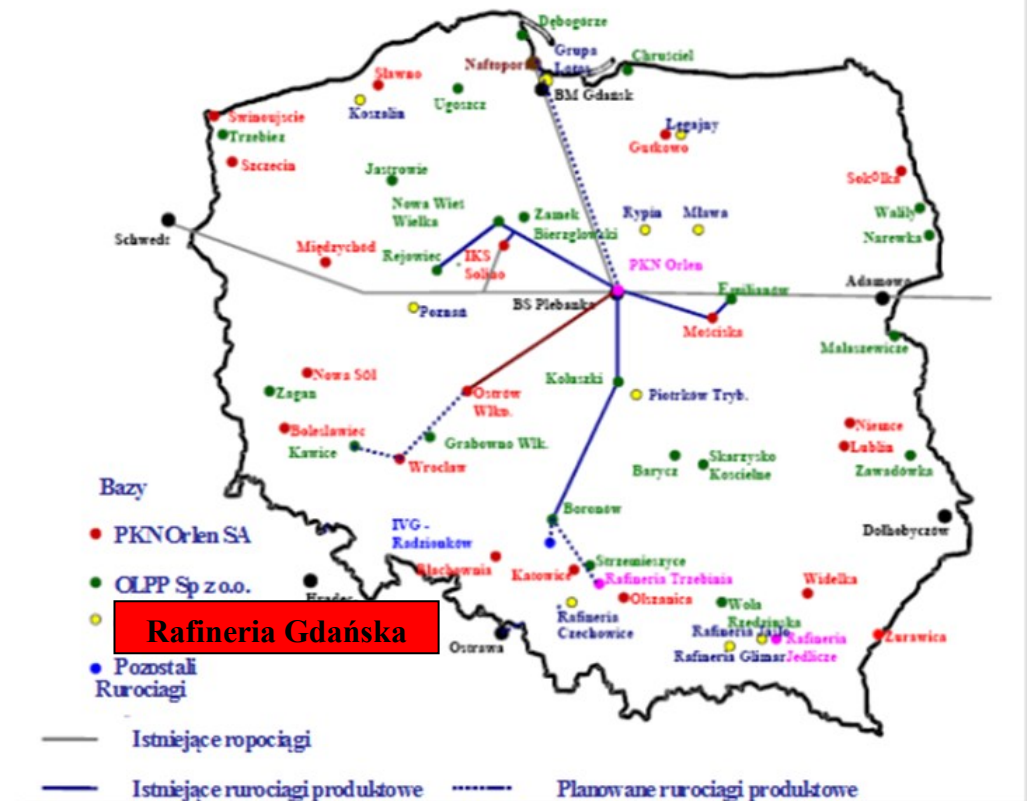 Dębogórze
Grupa
Lotos
Naftoport
Chruściel
Sławno
BM Gdańsk
Ugoszcz
Koszalin
Świnoujście
Trzebież
Łęgajny
Gutkowo
Szczecin
Jastrowie
Sokółka
Nowa Wieś
Wielka
Zamek
Bierzgłowski
Rypin
Mława
Waliły
Narewka
Schwedt
Międzychód
Rejowiec
IKS
Solino
PKN Orlen
Adamowo
Emilianów
BS Plebanka
Poznań
Mościska
Małaszewicze
Nowa Sól
Żagań
Koluszki
Ostrów
Wlkp.
Piotrków Tryb.
Bolesławiec
Kawice
Grabowno Wlk.
Wrocław
Niemce
Lublin
Zawadówka
Barycz
Skarżysko
Kościelne
Bazy
Boronów
Dołhobyczów
PKN Orlen SA
IVG -
Radzionków
Blachownia
Katowice
Strzemieszyce
Rafineria Trzebinia
Widełka
OLPP Sp z o.o.
Olszanica
Wola
Rzędzińska
Rafineria
Czechowice
Rafineria Gdańska
Rafineria Jasło
Rafineria
Jedlicze
Rafineria Glimar
Żurawica
Ostrawa
Pozostali
Rurociągi
Istniejące ropociągi
Istniejące rurociągi produktowe
Planowane rurociągi produktowe